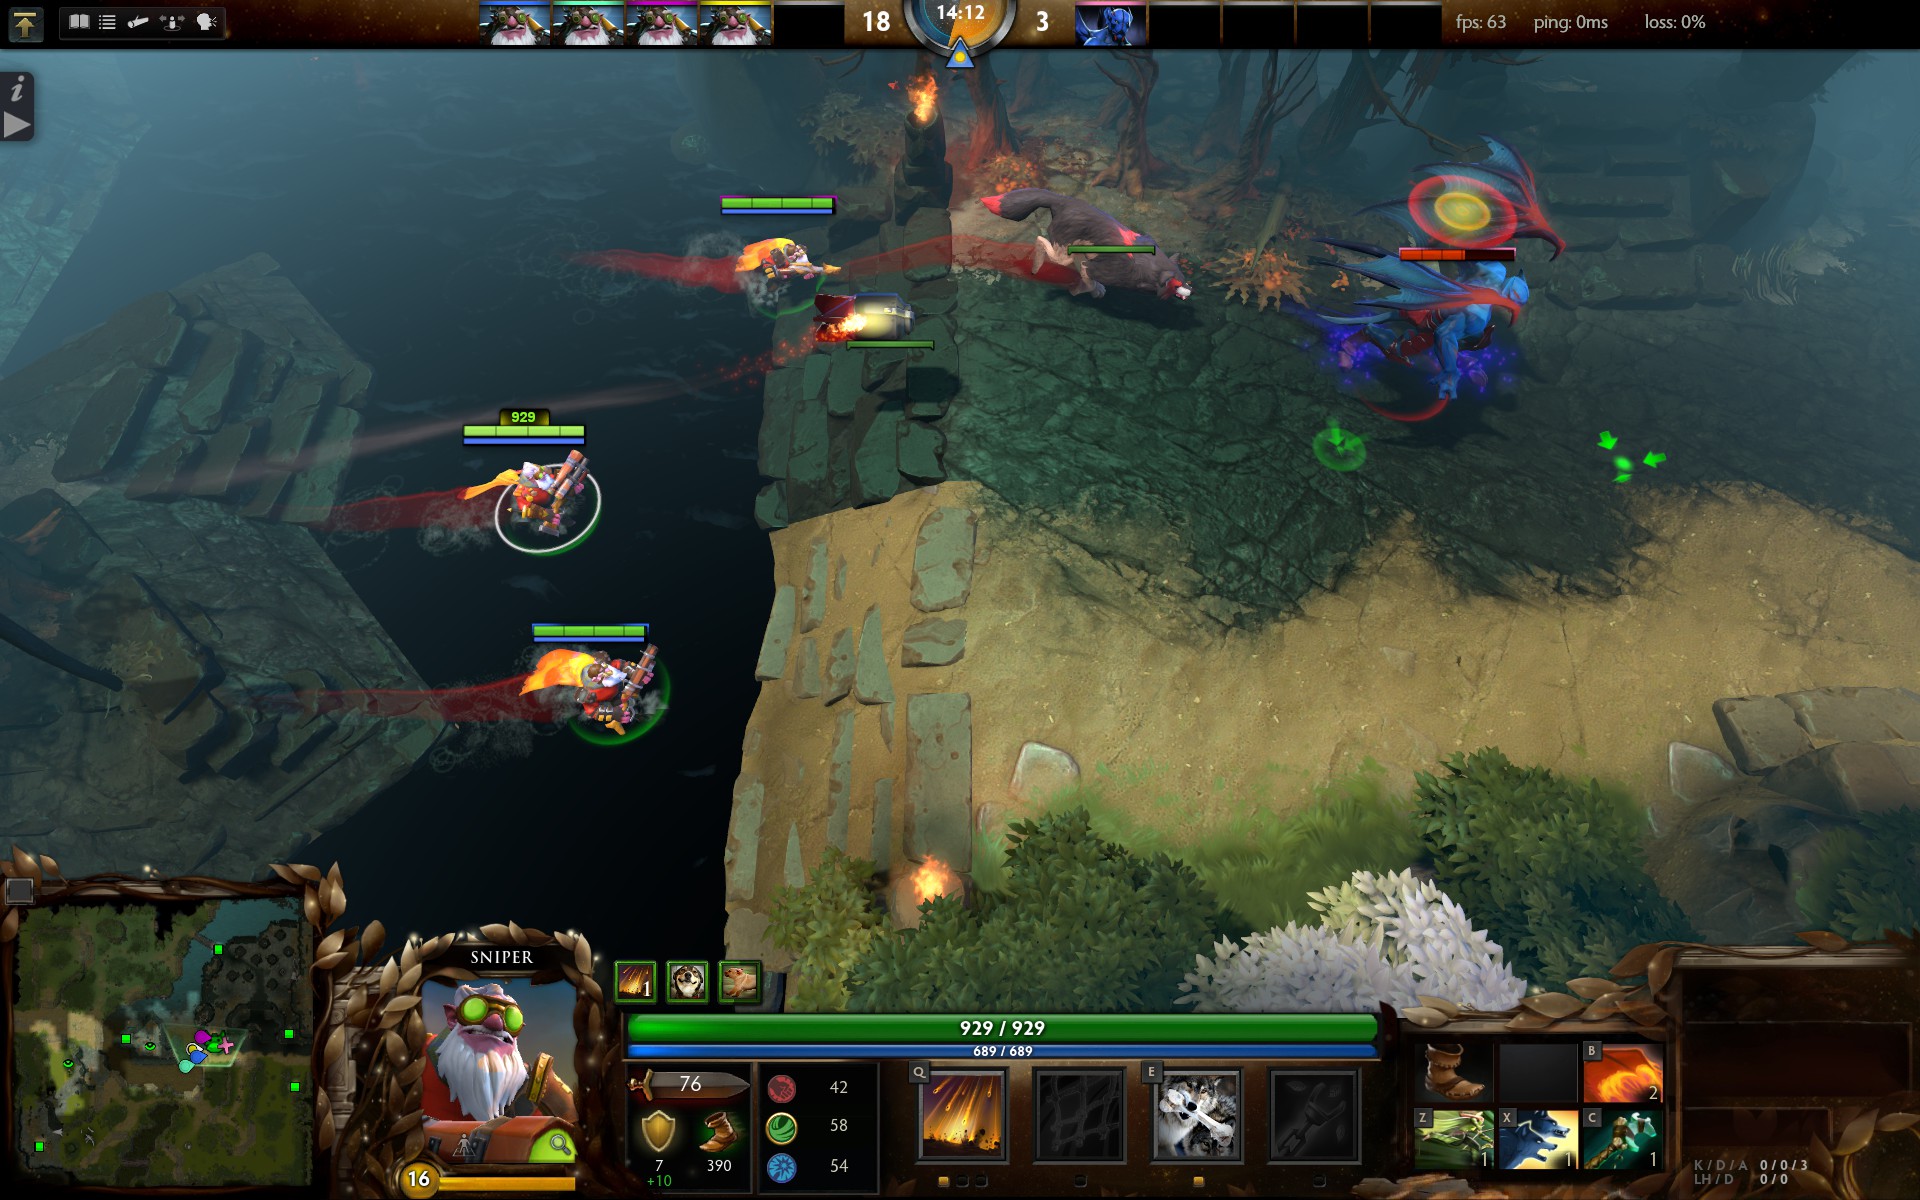 18
14:12
3
fps: 63
ping: 0ms
loss: 0%
i
929
SNIPER
1
929 / 929
689 / 689
76
7
+10
390
42
58
54
16
Q
E
B
2
Z
1
X
1
C
1
K / D / A 0 / 0 / 3
LH / D 0 / 0